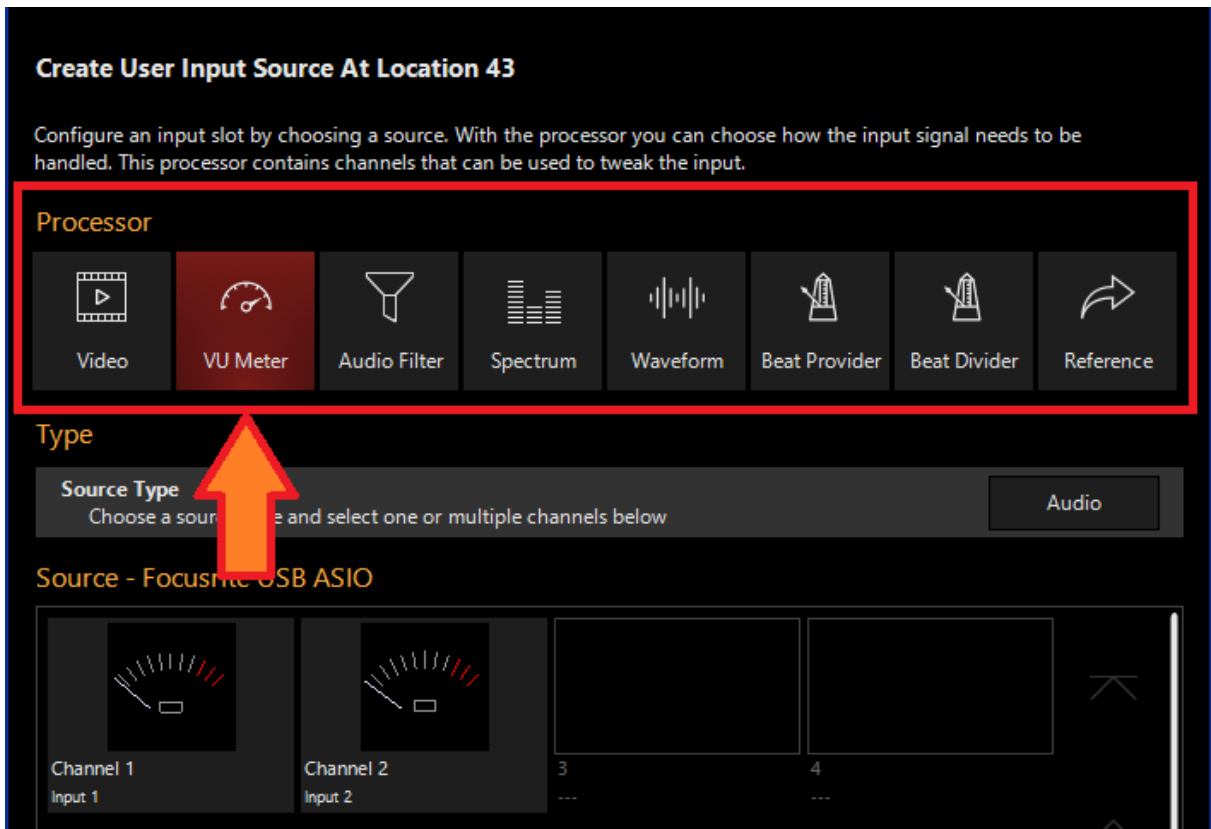 Create User Input Source At Location 43
Configure an input slot by choosing a source. With the processor you can choose how the input signal needs to be
handled. This processor contains channels that can be used to tweak the input.
Processor
Video VU Meter Audio Filter Spectrum Waveform Beat Provider Beat Divider Reference
Type
Source Type
Choose a and select one or multiple channels below
Audio
Source - USB ASIO
Channel 1 Channel 2 3 4
Input 1 Input 2 --- ---